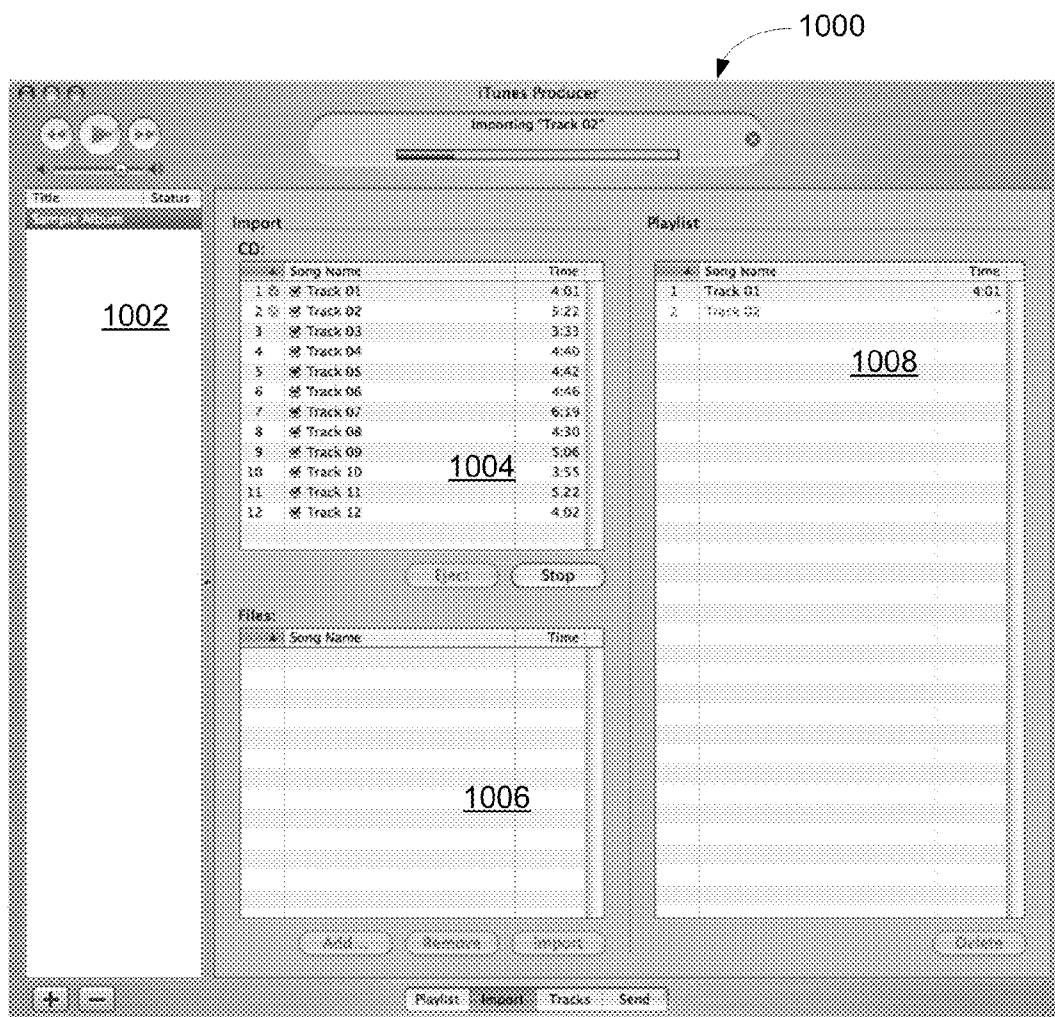 1000
iTunes Producer
Importing "Track 02"
Title Status
Import
CD:
Song Name Time
1 Track 01 4:01
2 Track 02 5:22
3 Track 03 3:33
4 Track 04 4:40
5 Track 05 4:42
6 Track 06 4:46
7 Track 07 6:19
8 Track 08 4:30
9 Track 09 5:06
10 Track 10 3:55
11 Track 11 5:22
12 Track 12 4:02
1002
1004
Eject Stop
Files:
Song Name Time
1006
Add... Remove Import
Playlist
Song Name Time
1 Track 01 4:01
2 Track 02
1008
Delete
Playlist Import Tracks Send